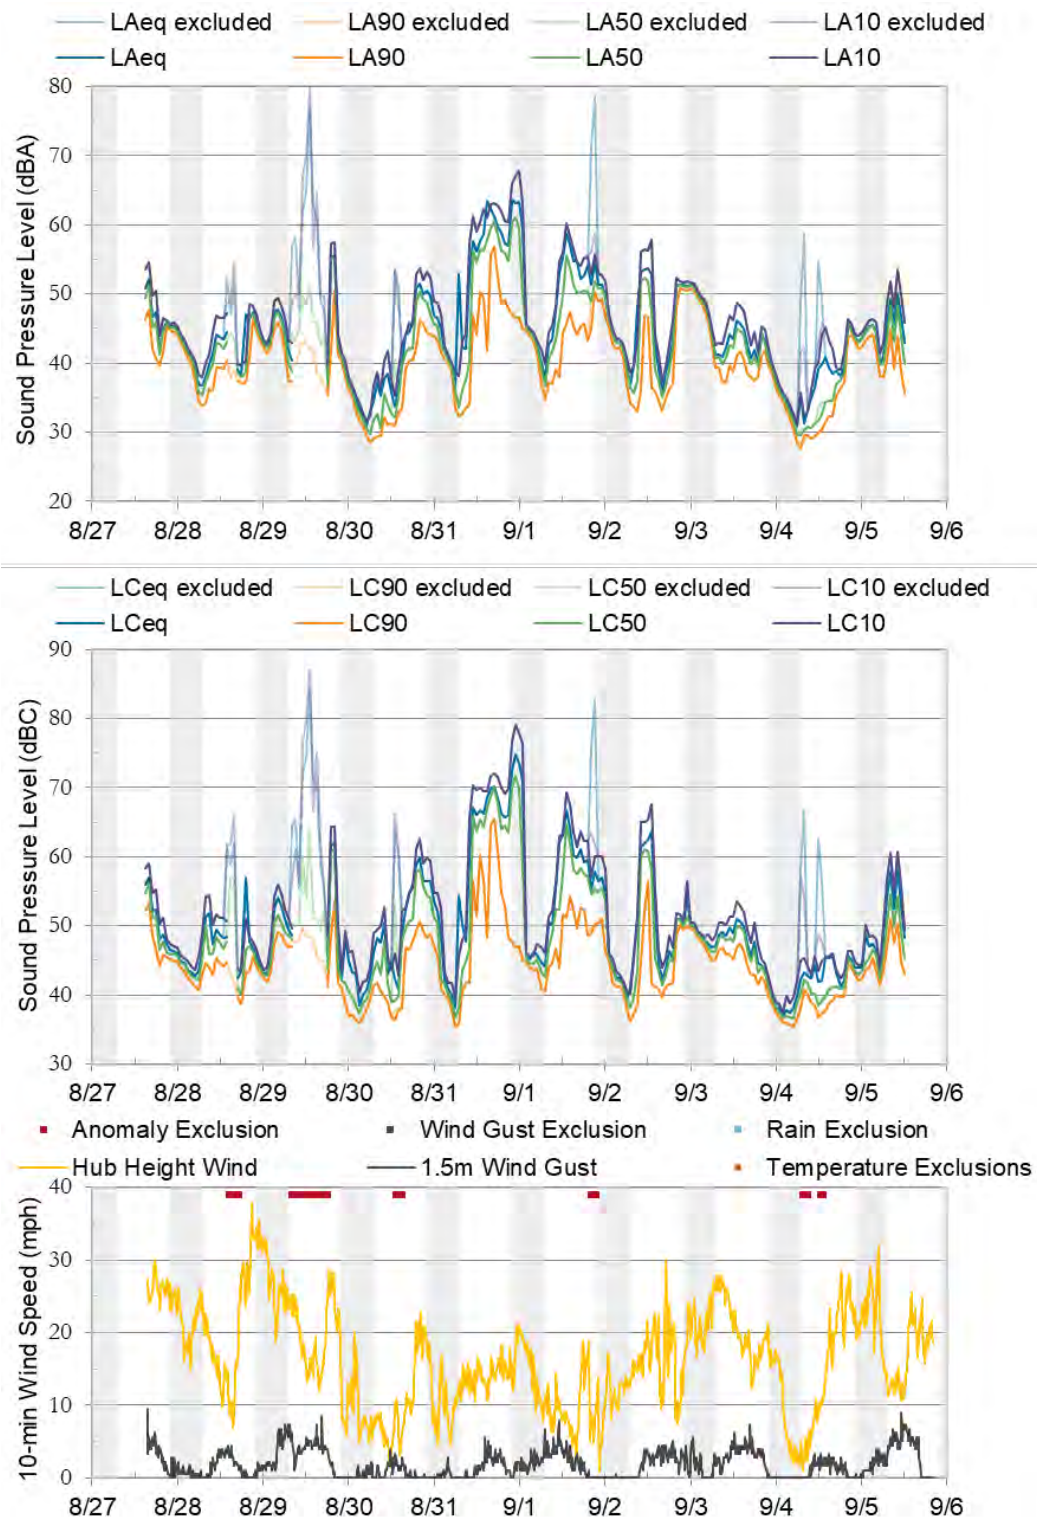 LAeq excluded LA90 excluded LA50 excluded LA10 excluded
LAeq LA90 LA50 LA10
Sound Pressure Level (dBA)
80
70
60
50
40
30
20
8/27 8/28 8/29 8/30 8/31 9/1 9/2 9/3 9/4 9/5 9/6
LCeq excluded LC90 excluded LC50 excluded LC10 excluded
LCeq LC90 LC50 LC10
Sound Pressure Level (dBC)
90
80
70
60
50
40
30
8/27 8/28 8/29 8/30 8/31 9/1 9/2 9/3 9/4 9/5 9/6
Anomaly Exclusion Wind Gust Exclusion Rain Exclusion
Hub Height Wind 1.5m Wind Gust Temperature Exclusions
10-min Wind Speed (mph)
40
30
20
10
0
8/27 8/28 8/29 8/30 8/31 9/1 9/2 9/3 9/4 9/5 9/6